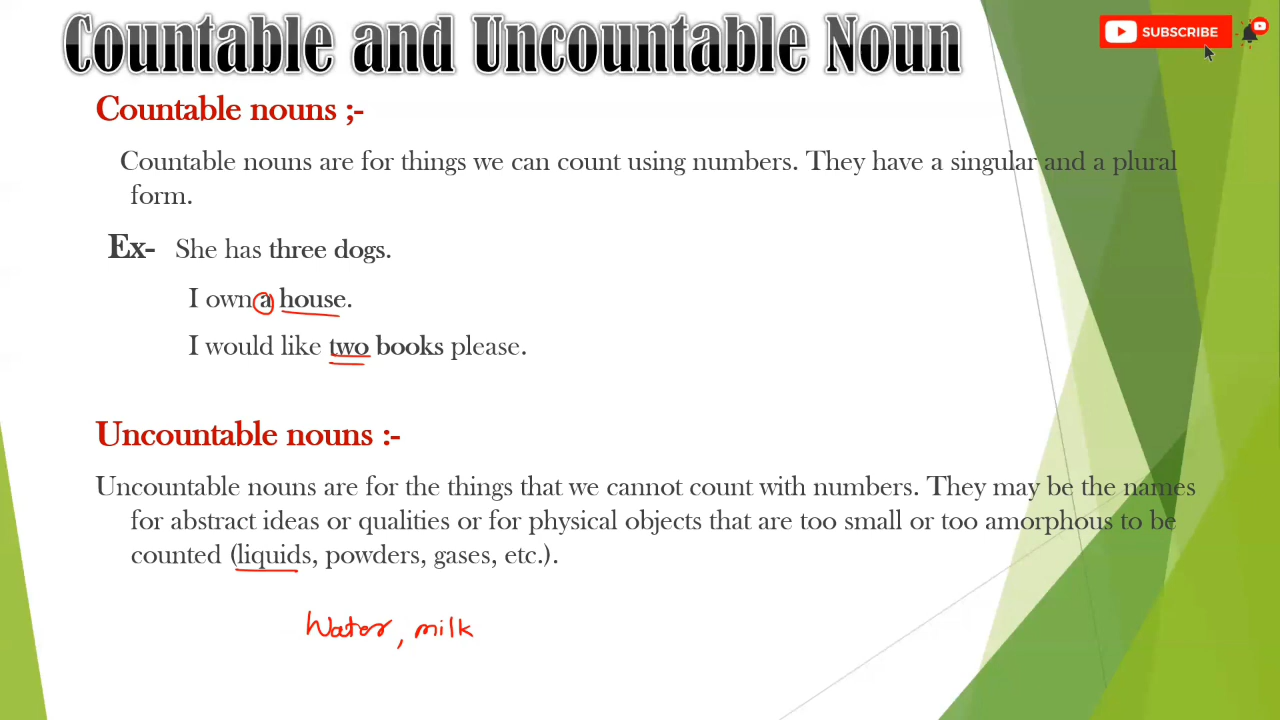 Countable and Uncountable Noun
SUBSCRIBE
Countable nouns ;-
Countable nouns are for things we can count using numbers. They have a singular and a plural
form.
Ex- She has three dogs.
I own a house.
I would like two books please.
Uncountable nouns :-
Uncountable nouns are for the things that we cannot count with numbers. They may be the names
for abstract ideas or qualities or for physical objects that are too small or too amorphous to be
counted (liquids, powders, gases, etc.).
Water, milk